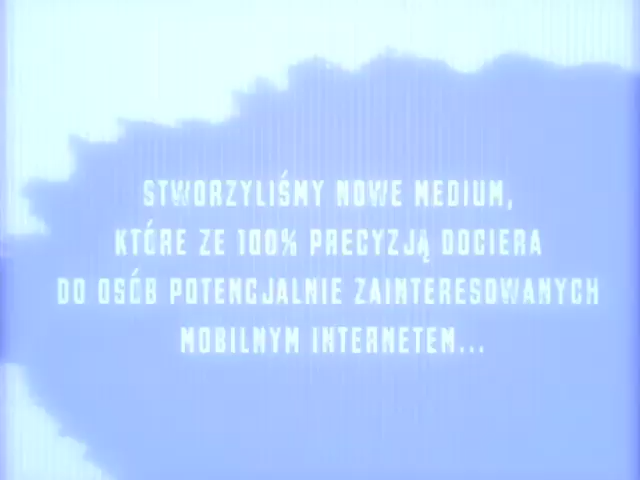 STWORZYLIŚMY NOWE MEDIUM,
KTÓRE ZE 100% PRECYZJĄ DOCIERA
DO OSÓB POTENCJALNIE ZAINTERESOWANYCH
MOBILNYM INTERNETEM...